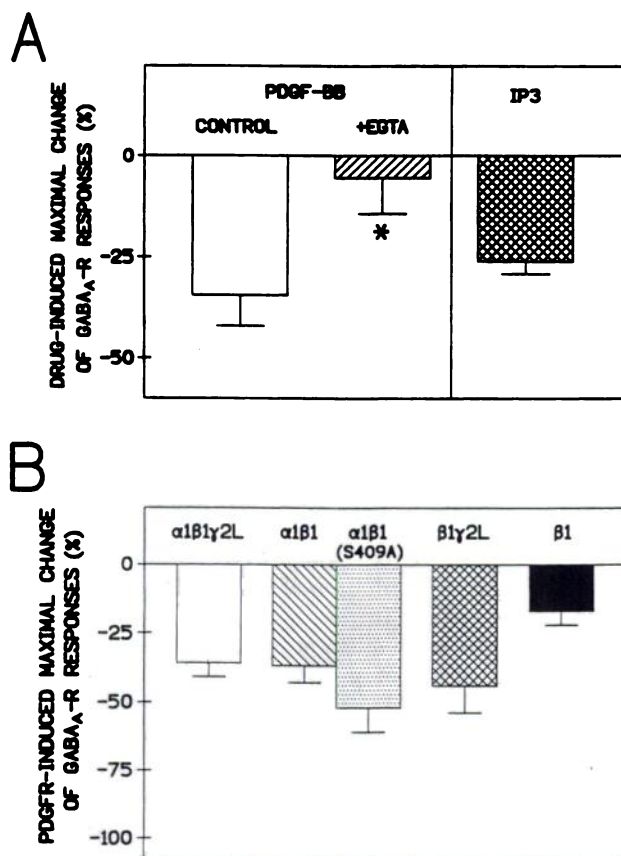 A
DRUG-INDUCED MAXIMAL CHANGE
OF GABAA-R RESPONSES (%)
PDGF-BB
IP3
CONTROL
+EGTA
0
-25
-50
*
B
PDGFR-INDUCED MAXIMAL CHANGE
OF GABAA-R RESPONSES (%)
α1β1γ2L
α1β1
α1β1
(S409A)
β1γ2L
β1
0
-25
-50
-75
-100